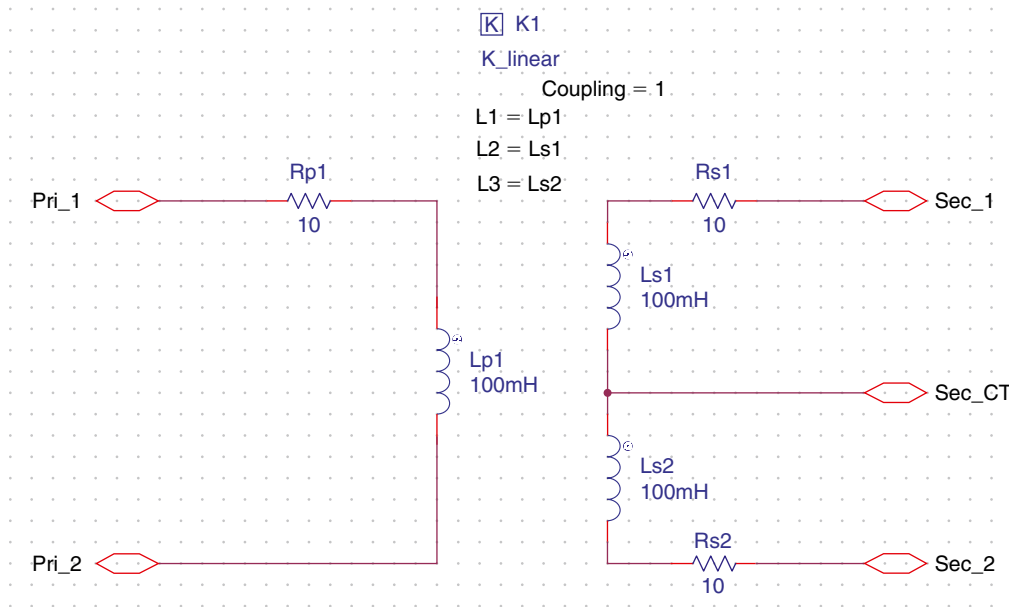 K K1
K_linear
Coupling = 1
L1 = Lp1
L2 = Ls1
L3 = Ls2
Rp1
10
Pri_1
Rs1
10
Sec_1
Ls1
100mH
Lp1
100mH
Sec_CT
Ls2
100mH
Pri_2
Rs2
10
Sec_2